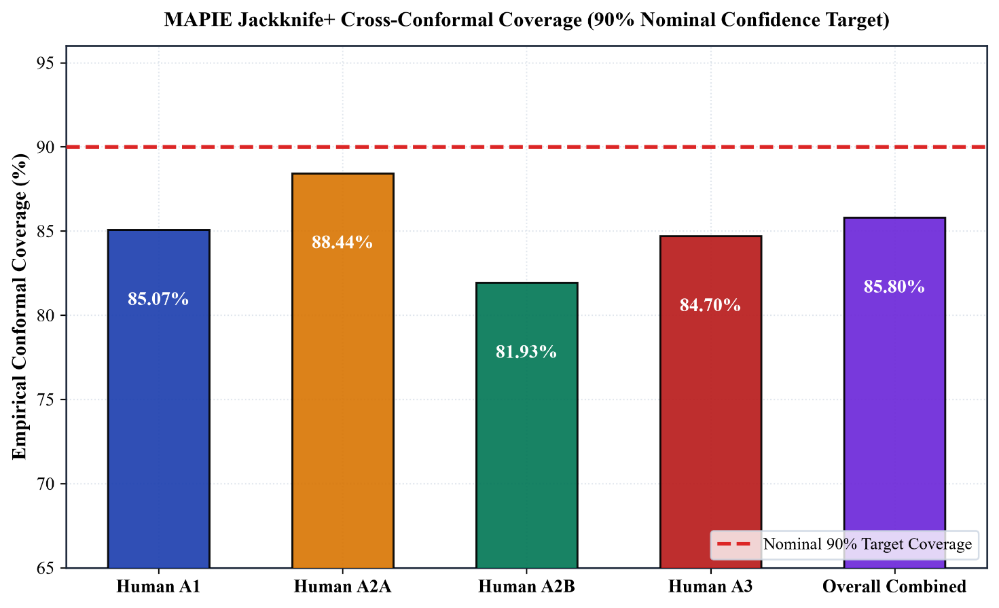 MAPIE Jackknife+ Cross-Conformal Coverage (90% Nominal Confidence Target)
Empirical Conformal Coverage (%)
95
90
85
80
75
70
65
85.07%
88.44%
81.93%
84.70%
85.80%
Nominal 90% Target Coverage
Human A1
Human A2A
Human A2B
Human A3
Overall Combined